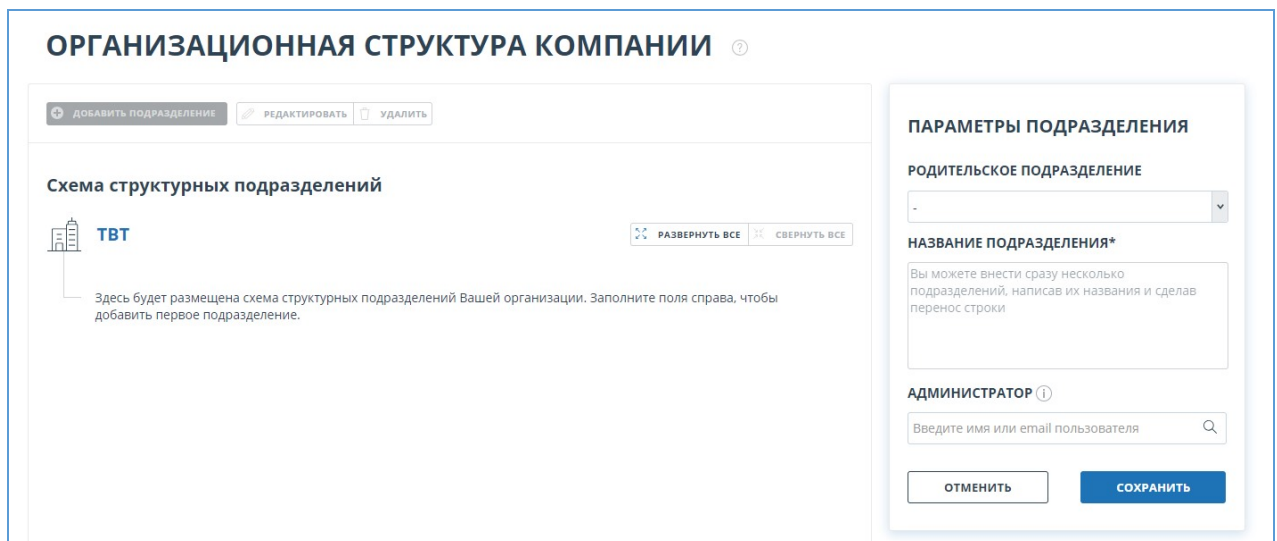 ОРГАНИЗАЦИОННАЯ СТРУКТУРА КОМПАНИИ ?
ДОБАВИТЬ ПОДРАЗДЕЛЕНИЕ РЕДАКТИРОВАТЬ УДАЛИТЬ
Схема структурных подразделений
ТВТ
РАЗВЕРНУТЬ ВСЕ СВЕРНУТЬ ВСЕ
Здесь будет размещена схема структурных подразделений Вашей организации. Заполните поля справа, чтобы
добавить первое подразделение.
ПАРАМЕТРЫ ПОДРАЗДЕЛЕНИЯ
РОДИТЕЛЬСКОЕ ПОДРАЗДЕЛЕНИЕ
-
НАЗВАНИЕ ПОДРАЗДЕЛЕНИЯ*
Вы можете внести сразу несколько
подразделений, написав их названия и сделав
перенос строки
АДМИНИСТРАТОР i
Введите имя или email пользователя
ОТМЕНИТЬ СОХРАНИТЬ